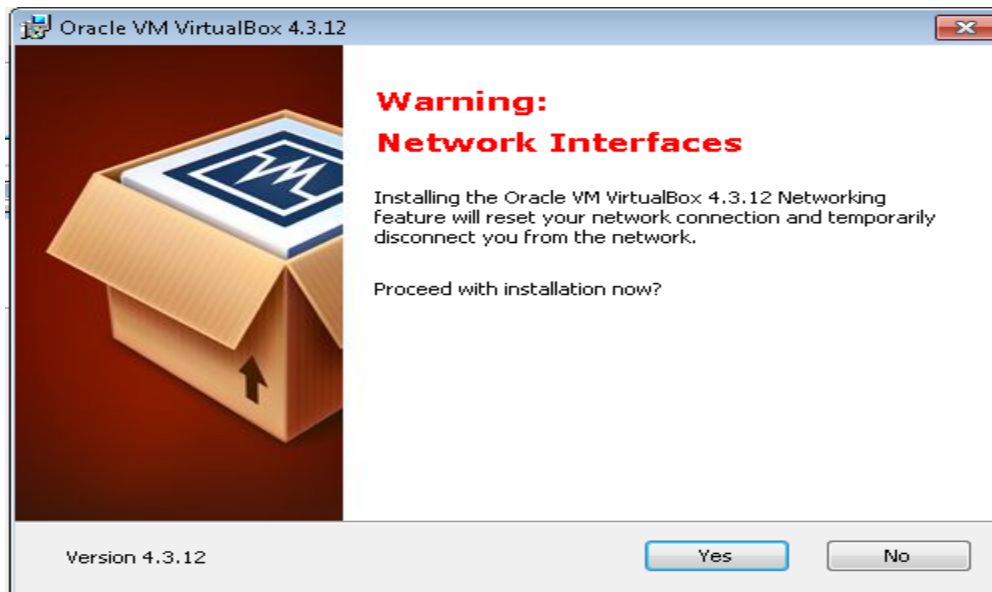 Oracle VM VirtualBox 4.3.12
Warning:
Network Interfaces
Installing the Oracle VM VirtualBox 4.3.12 Networking
feature will reset your network connection and temporarily
disconnect you from the network.
Proceed with installation now?
Version 4.3.12
Yes
No